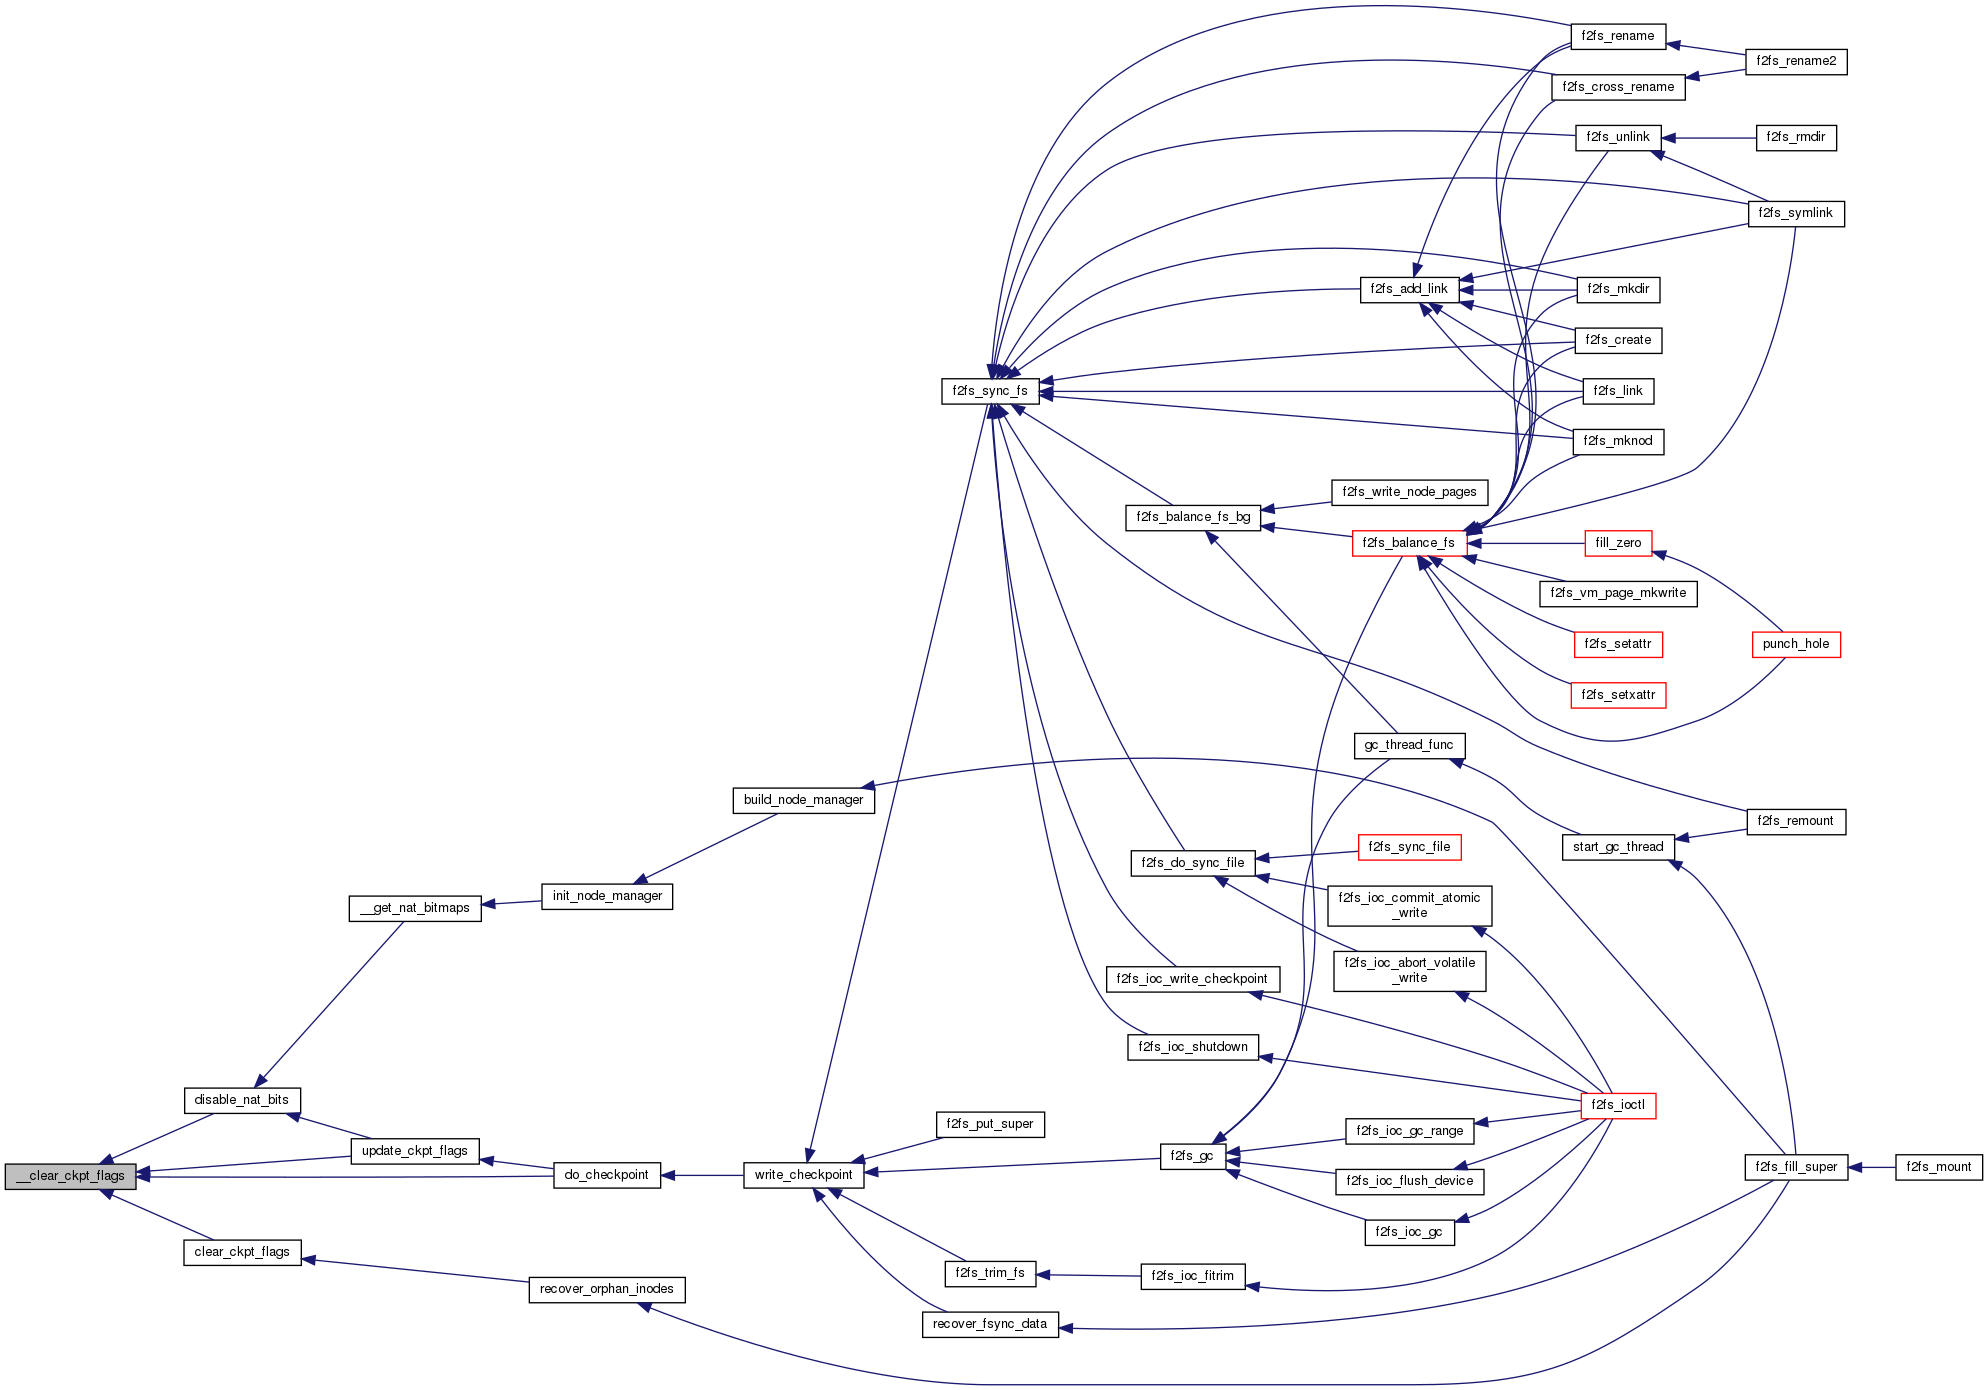 f2fs_rename
f2fs_rename2
f2fs_cross_rename
f2fs_unlink
f2fs_rmdir
f2fs_symlink
f2fs_add_link
f2fs_mkdir
f2fs_create
f2fs_sync_fs
f2fs_link
f2fs_mknod
f2fs_write_node_pages
f2fs_balance_fs_bg
f2fs_balance_fs
fill_zero
f2fs_vm_page_mkwrite
f2fs_setattr
punch_hole
f2fs_setxattr
gc_thread_func
build_node_manager
f2fs_remount
start_gc_thread
f2fs_sync_file
f2fs_do_sync_file
init_node_manager
__get_nat_bitmaps
f2fs_ioc_commit_atomic
_write
f2fs_ioc_abort_volatile
_write
f2fs_ioc_write_checkpoint
f2fs_ioc_shutdown
disable_nat_bits
f2fs_ioctl
f2fs_put_super
f2fs_ioc_gc_range
update_ckpt_flags
f2fs_gc
f2fs_fill_super
f2fs_mount
__clear_ckpt_flags
do_checkpoint
write_checkpoint
f2fs_ioc_flush_device
f2fs_ioc_gc
clear_ckpt_flags
f2fs_trim_fs
f2fs_ioc_fitrim
recover_orphan_inodes
recover_fsync_data